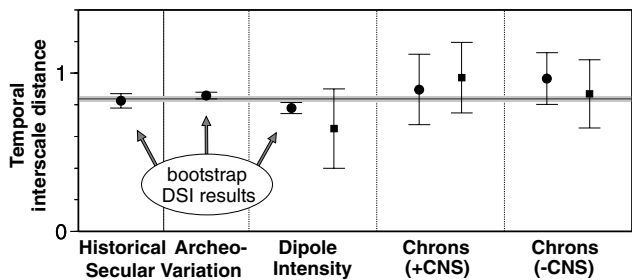 Temporal
interscale distance
1
0
bootstrap
DSI results
Historical Archeo-
Secular Variation
Dipole
Intensity
Chrons
(+CNS)
Chrons
(-CNS)